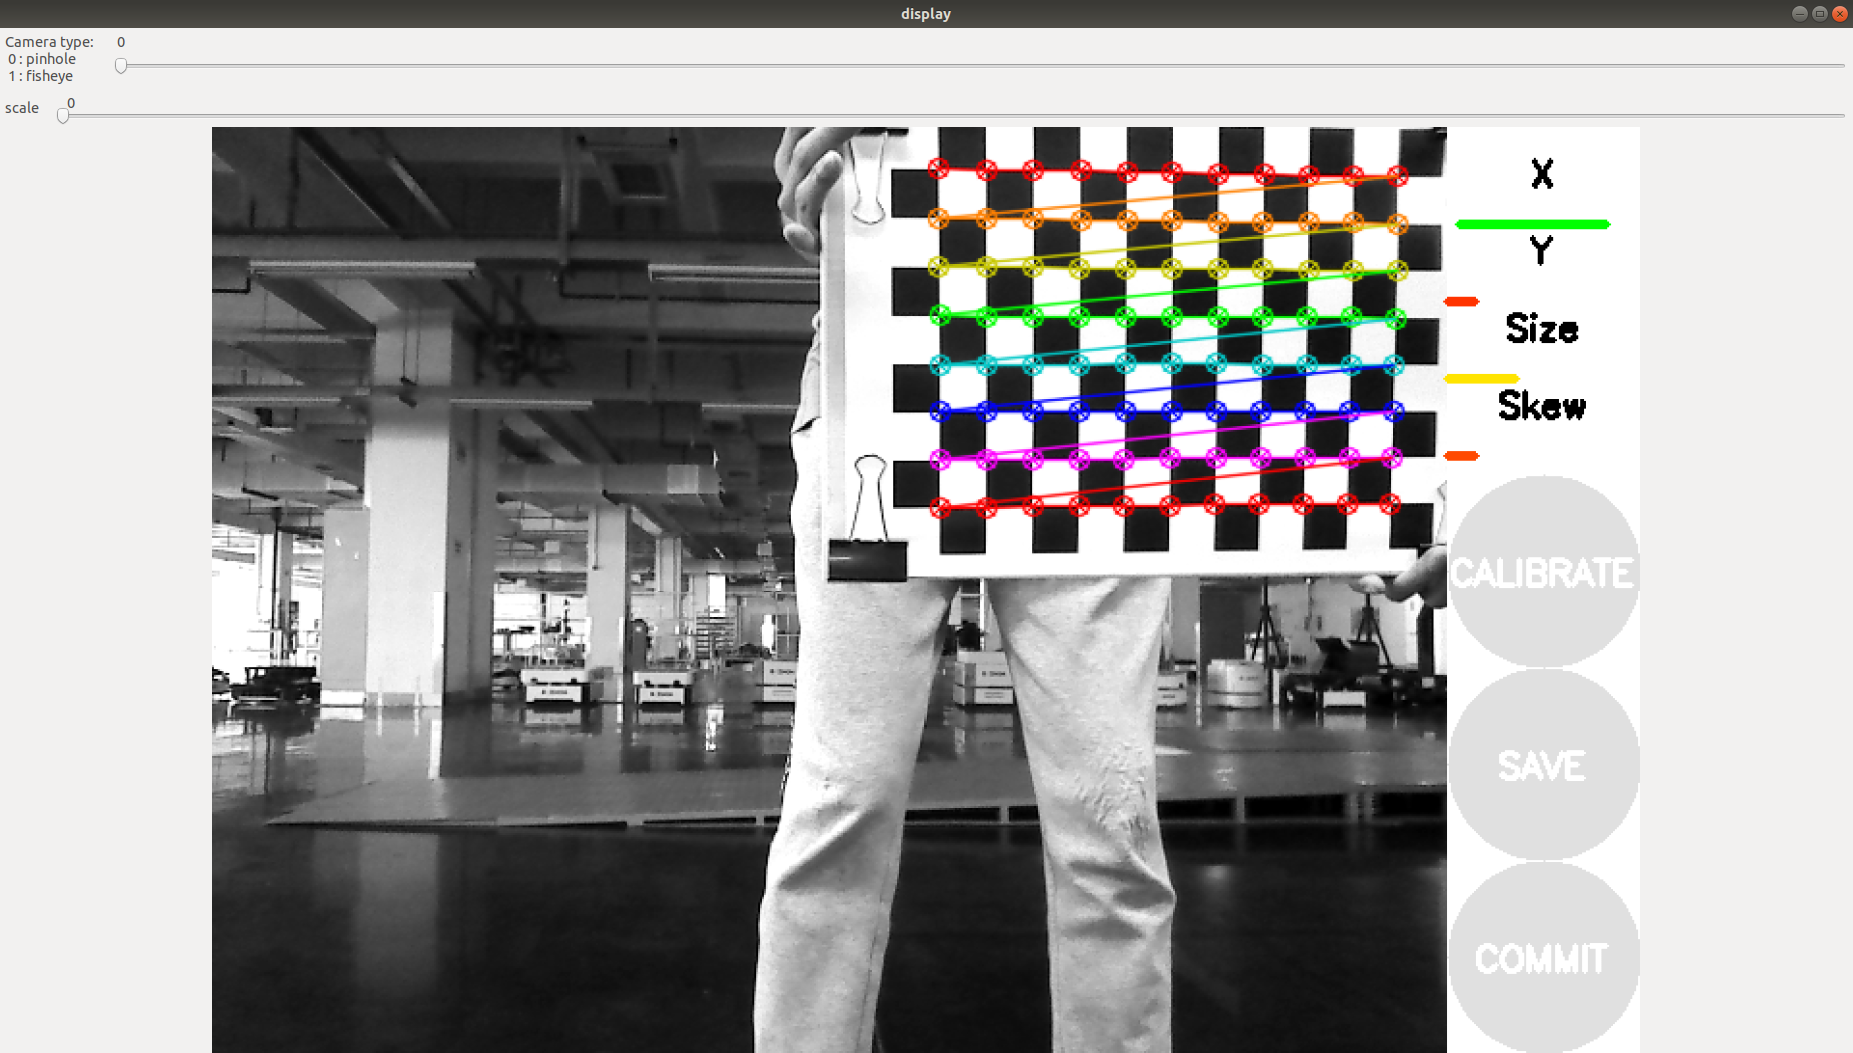 display
Camera type: 0
0 : pinhole
1 : fisheye
scale 0
X
Y
Size
Skew
CALIBRATE
SAVE
COMMIT